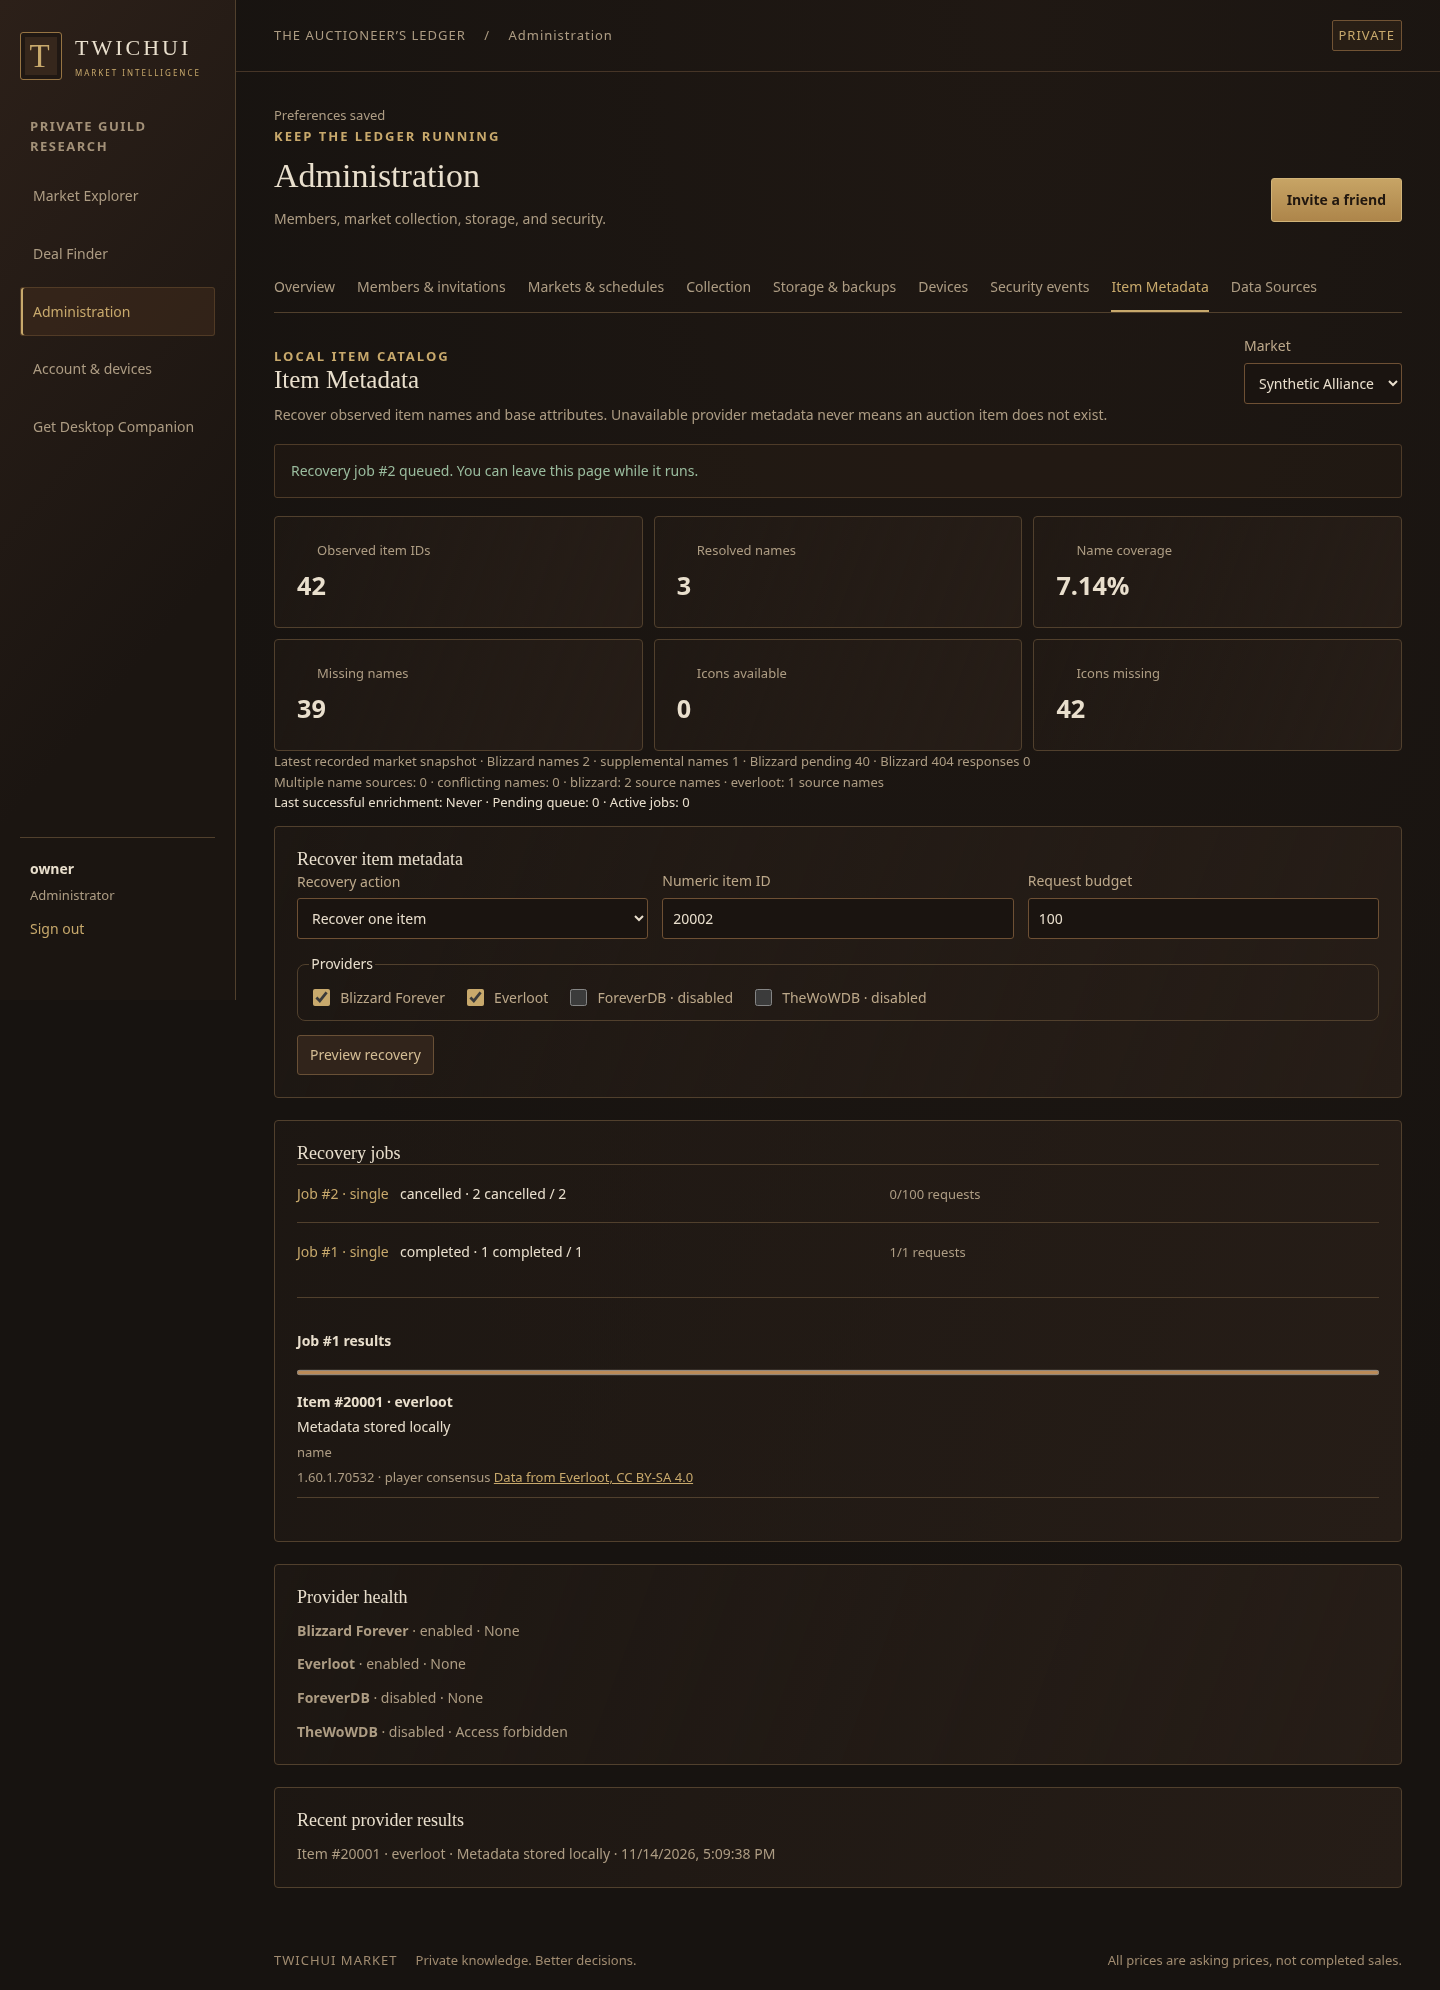 T
TWICHUI
MARKET INTELLIGENCE
PRIVATE GUILD
RESEARCH
Market Explorer
Deal Finder
Administration
Account & devices
Get Desktop Companion
owner
Administrator
Sign out
THE AUCTIONEER’S LEDGER / Administration
PRIVATE
Preferences saved
KEEP THE LEDGER RUNNING
Administration
Members, market collection, storage, and security.
Invite a friend
Overview Members & invitations Markets & schedules Collection Storage & backups Devices Security events Item Metadata Data Sources
LOCAL ITEM CATALOG
Item Metadata
Recover observed item names and base attributes. Unavailable provider metadata never means an auction item does not exist.
Market
Synthetic Alliance
Recovery job #2 queued. You can leave this page while it runs.
Observed item IDs
42
Resolved names
3
Name coverage
7.14%
Missing names
39
Icons available
0
Icons missing
42
Latest recorded market snapshot · Blizzard names 2 · supplemental names 1 · Blizzard pending 40 · Blizzard 404 responses 0
Multiple name sources: 0 · conflicting names: 0 · blizzard: 2 source names · everloot: 1 source names
Last successful enrichment: Never · Pending queue: 0 · Active jobs: 0
Recover item metadata
Recovery action
Recover one item
Numeric item ID
20002
Request budget
100
Providers
Blizzard Forever Everloot ForeverDB · disabled TheWoWDB · disabled
Preview recovery
Recovery jobs
Job #2 · single cancelled · 2 cancelled / 2 0/100 requests
Job #1 · single completed · 1 completed / 1 1/1 requests
Job #1 results
Item #20001 · everloot
Metadata stored locally
name
1.60.1.70532 · player consensus Data from Everloot, CC BY-SA 4.0
Provider health
Blizzard Forever · enabled · None
Everloot · enabled · None
ForeverDB · disabled · None
TheWoWDB · disabled · Access forbidden
Recent provider results
Item #20001 · everloot · Metadata stored locally · 11/14/2026, 5:09:38 PM
TWICHUI MARKET Private knowledge. Better decisions.
All prices are asking prices, not completed sales.